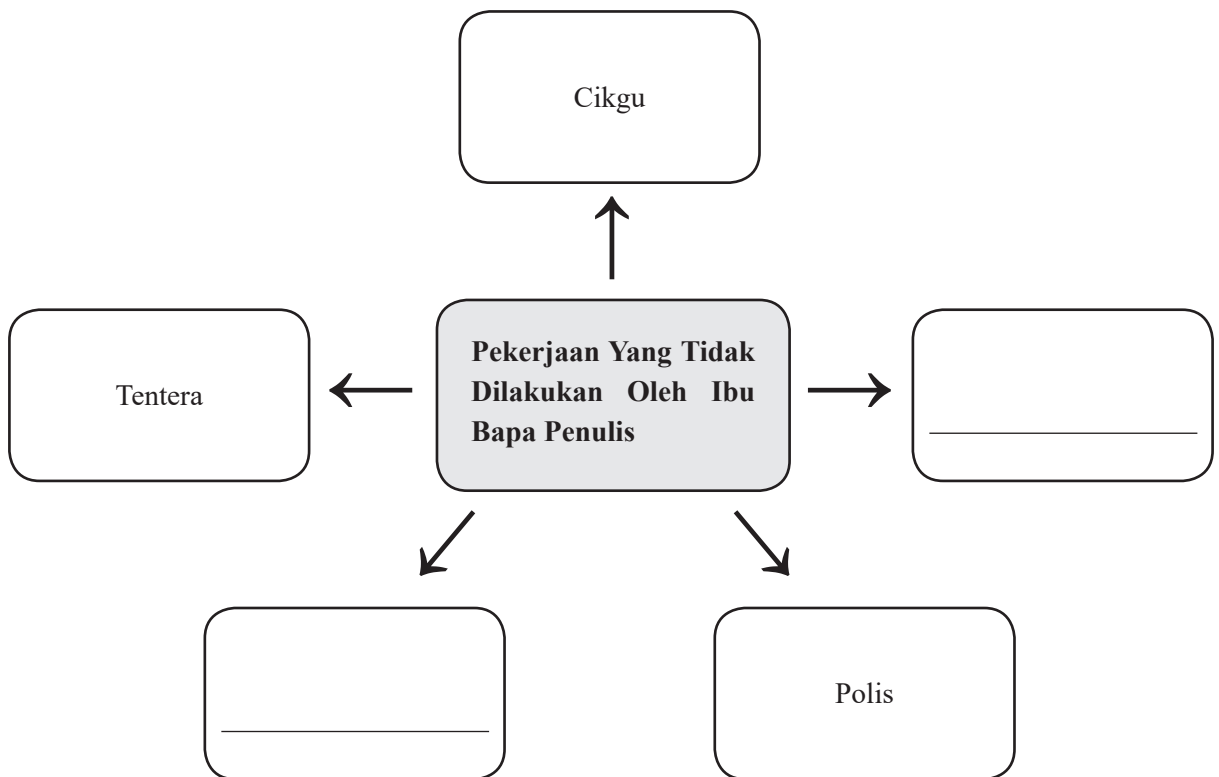 Cikgu
Tentera
Pekerjaan Yang Tidak
Dilakukan Oleh Ibu
Bapa Penulis
Polis